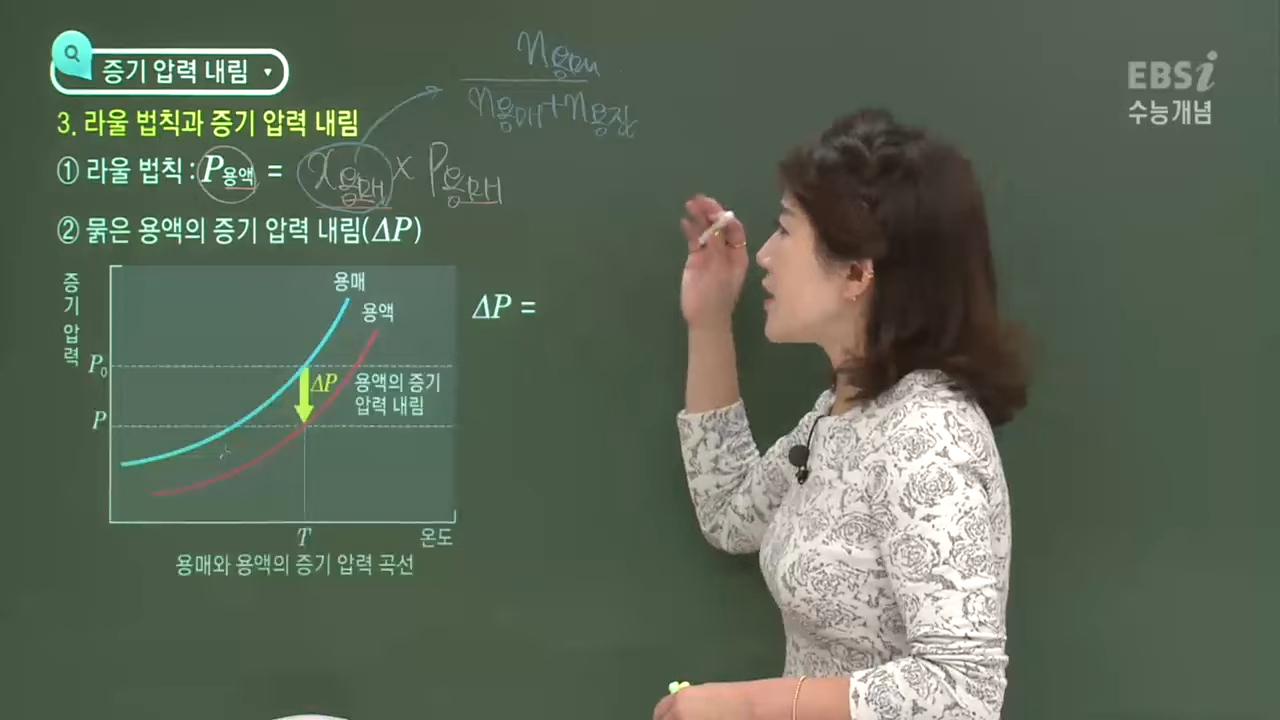 증기 압력 내림
EBSi
수능개념
n용매
n용매+n용질
3. 라울 법칙과 증기 압력 내림
① 라울 법칙: P용액 = χ용매 × P용매
② 묽은 용액의 증기 압력 내림(ΔP)
증기 압력
용매
용액
ΔP =
P₀
ΔP
용액의 증기
압력 내림
P
T
온도
용매와 용액의 증기 압력 곡선